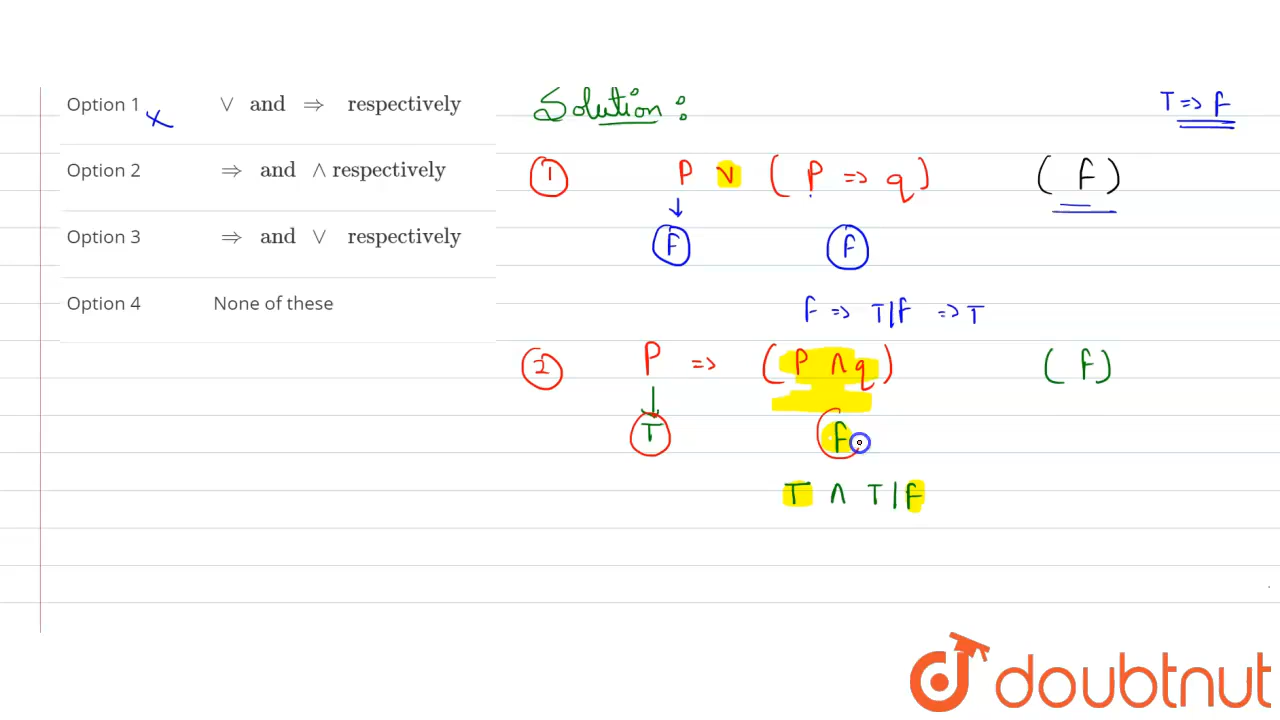 Option 1 ∨ and ⇒ respectively
Option 2 ⇒ and ∧ respectively
Option 3 ⇒ and ∨ respectively
Option 4 None of these
Solution:
T => F
1 P ∨ (P => q) (F)
F F
F => T|F => T
2 P => (P ∧ q) (F)
T F
T ∧ T|F
doubtnut